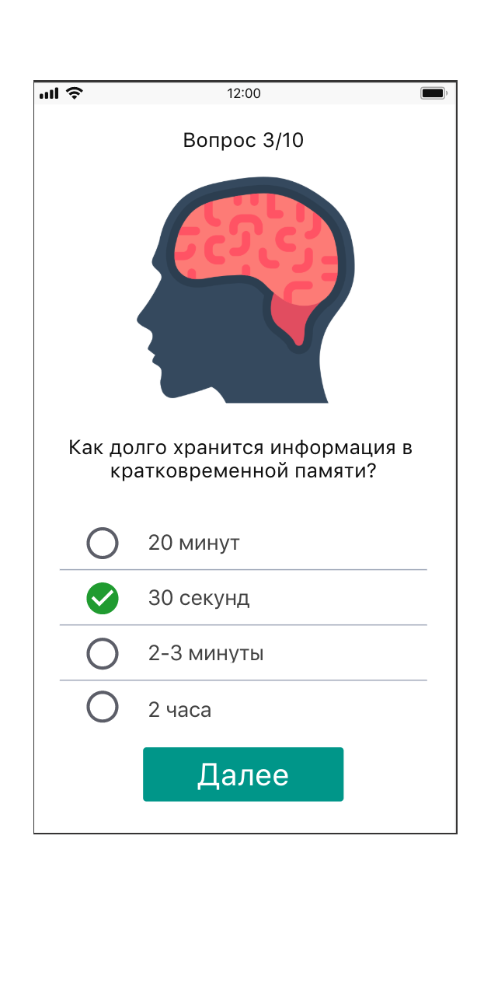 12:00
Вопрос 3/10
Как долго хранится информация в
кратковременной памяти?
20 минут
30 секунд
2-3 минуты
2 часа
Далее